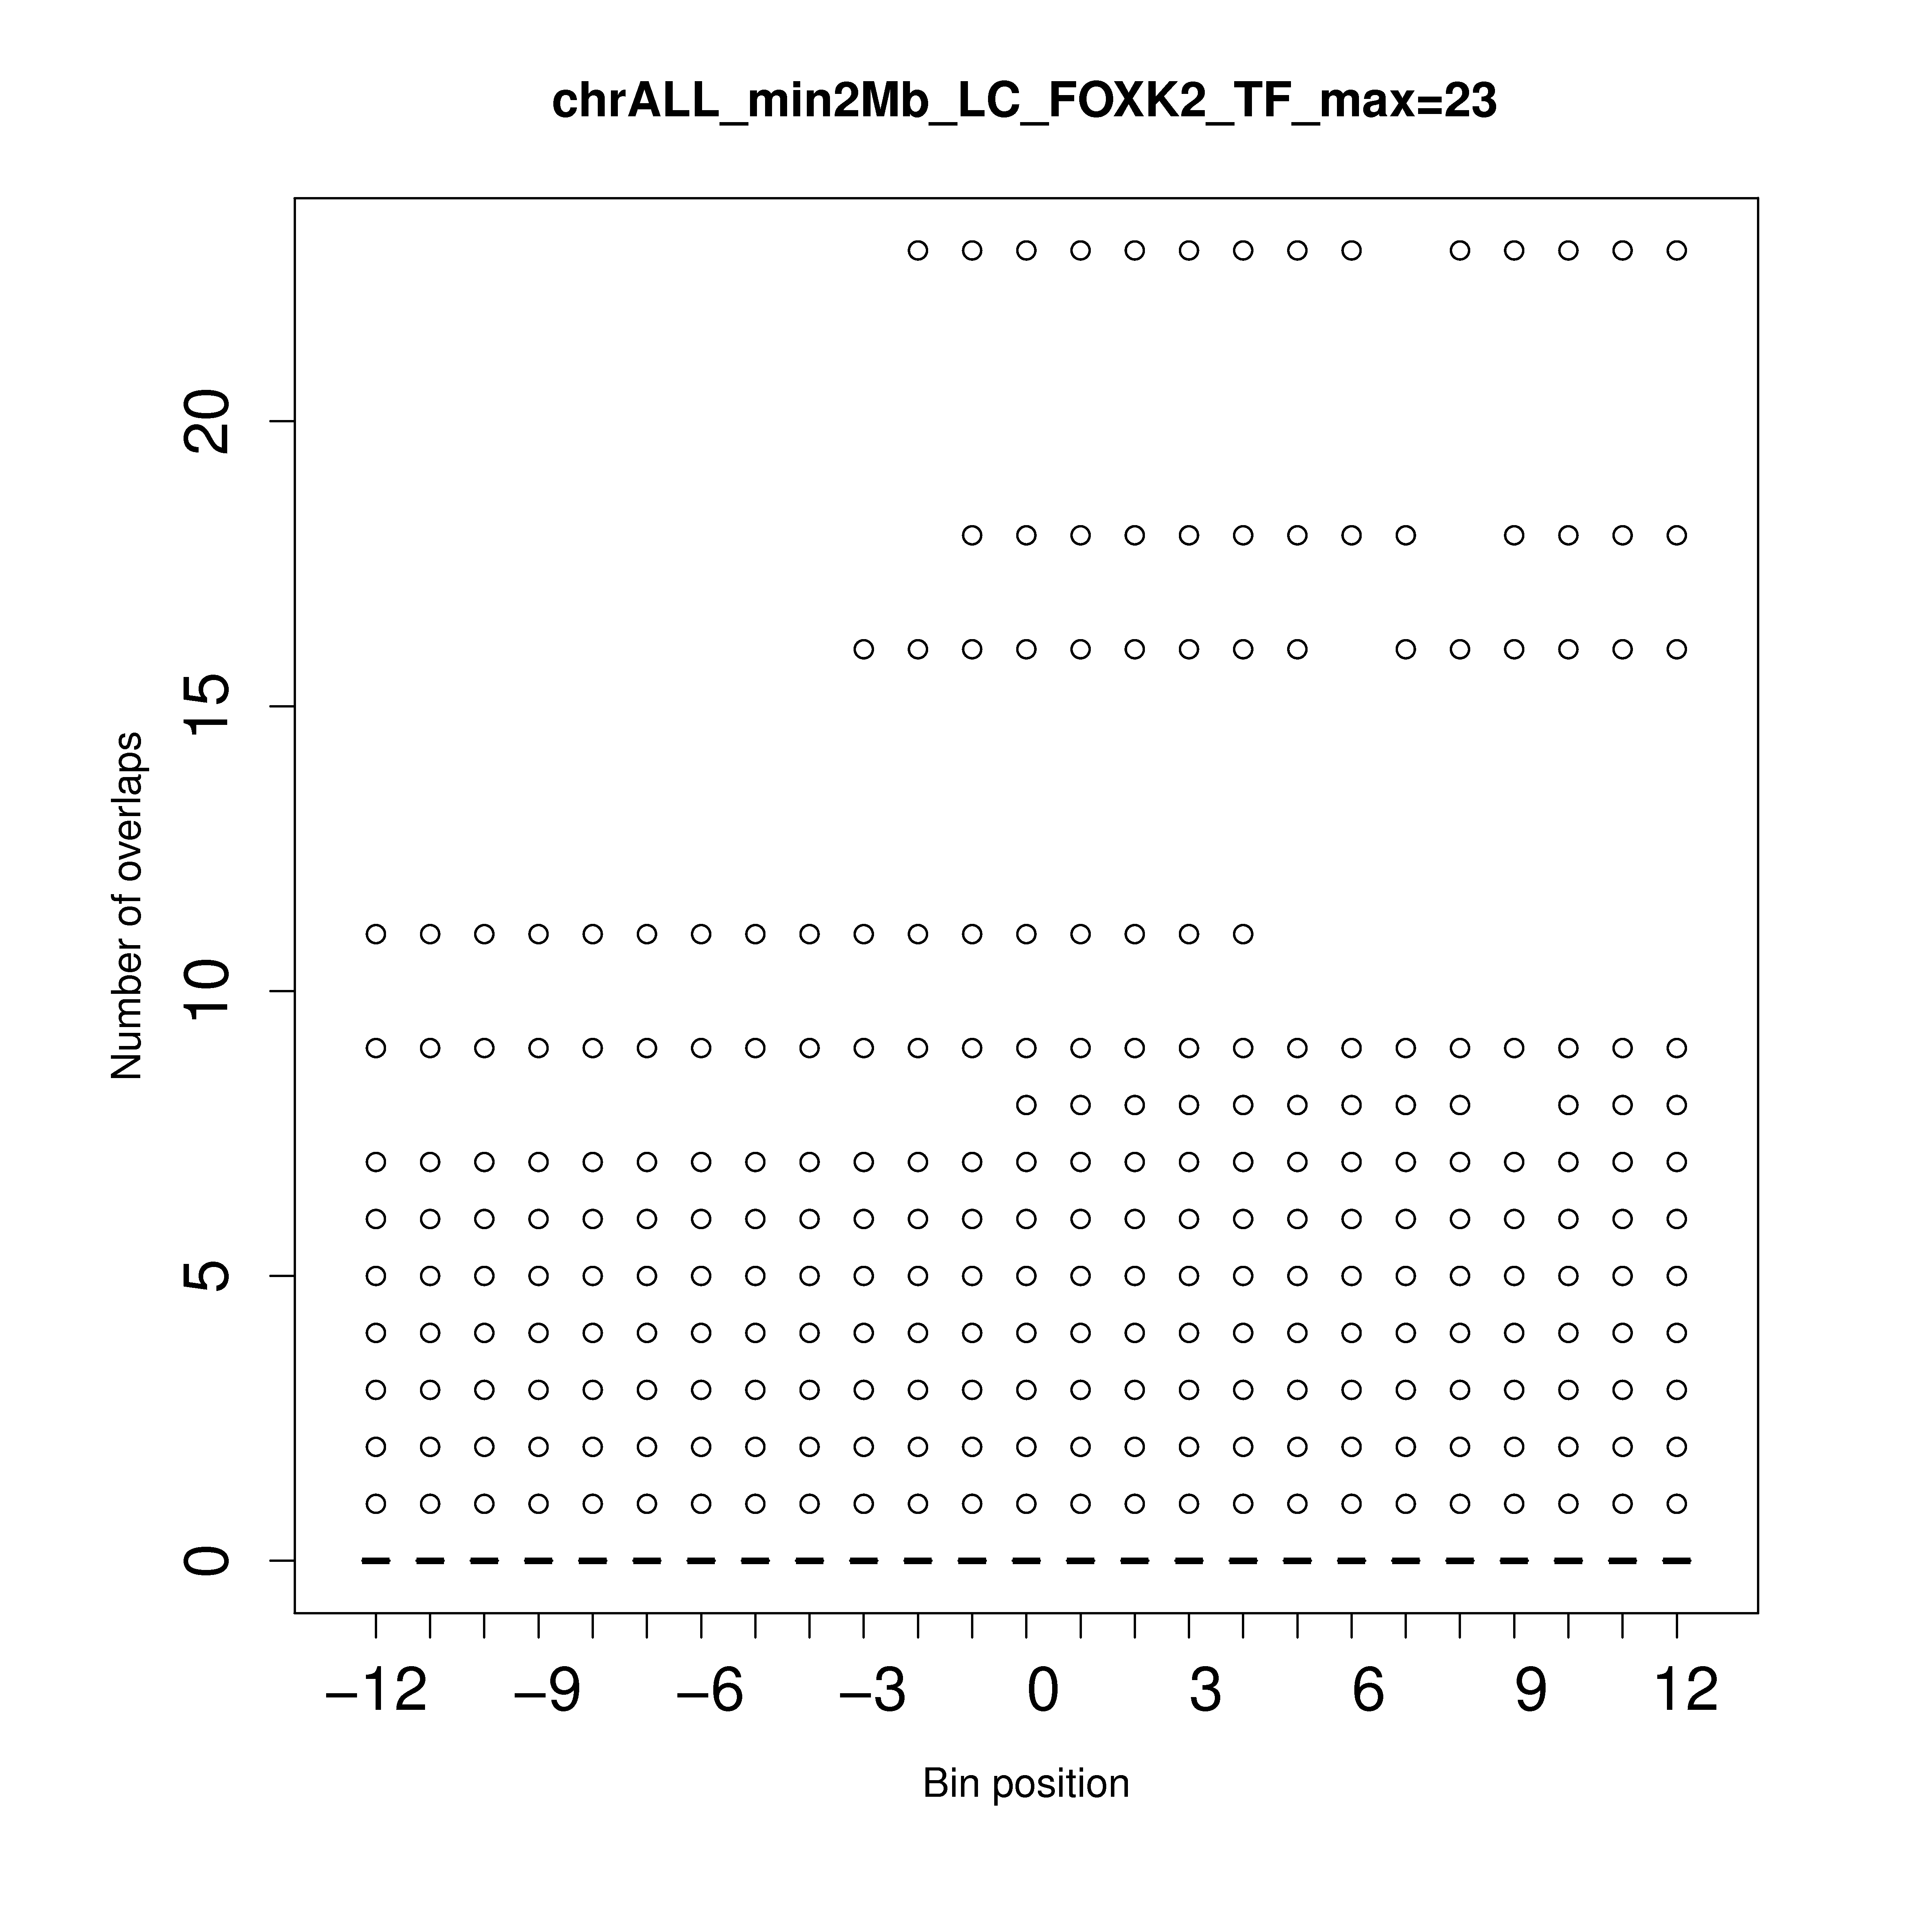 chrALL_min2Mb_LC_FOXK2_TF_max=23
Number of overlaps
20
15
10
5
0
−12 −9 −6 −3 0 3 6 9 12
Bin position